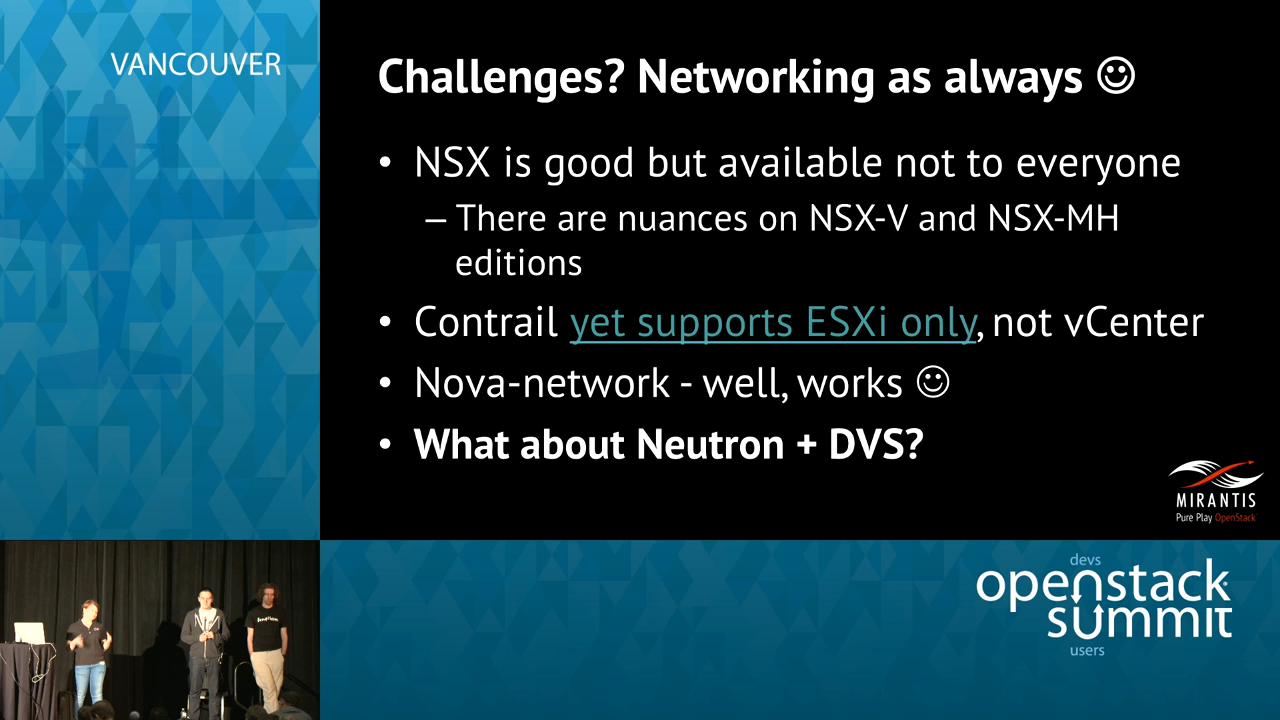 VANCOUVER
Challenges? Networking as always ☺
• NSX is good but available not to everyone
– There are nuances on NSX-V and NSX-MH
editions
• Contrail yet supports ESXi only, not vCenter
• Nova-network - well, works ☺
• What about Neutron + DVS?
MIRANTIS
Pure Play OpenStack
devs
openstack
summit
users